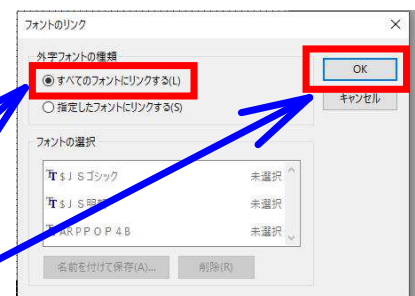 フォントのリンク
外字フォントの種類
すべてのフォントにリンクする(L)
指定したフォントにリンクする(S)
OK
キャンセル
フォントの選択
$ＪＳゴシック 未選択
$ＪＳ明朝 未選択
ＡＲＰＰＯＰ４Ｂ 未選択
名前を付けて保存(A)... 削除(R)